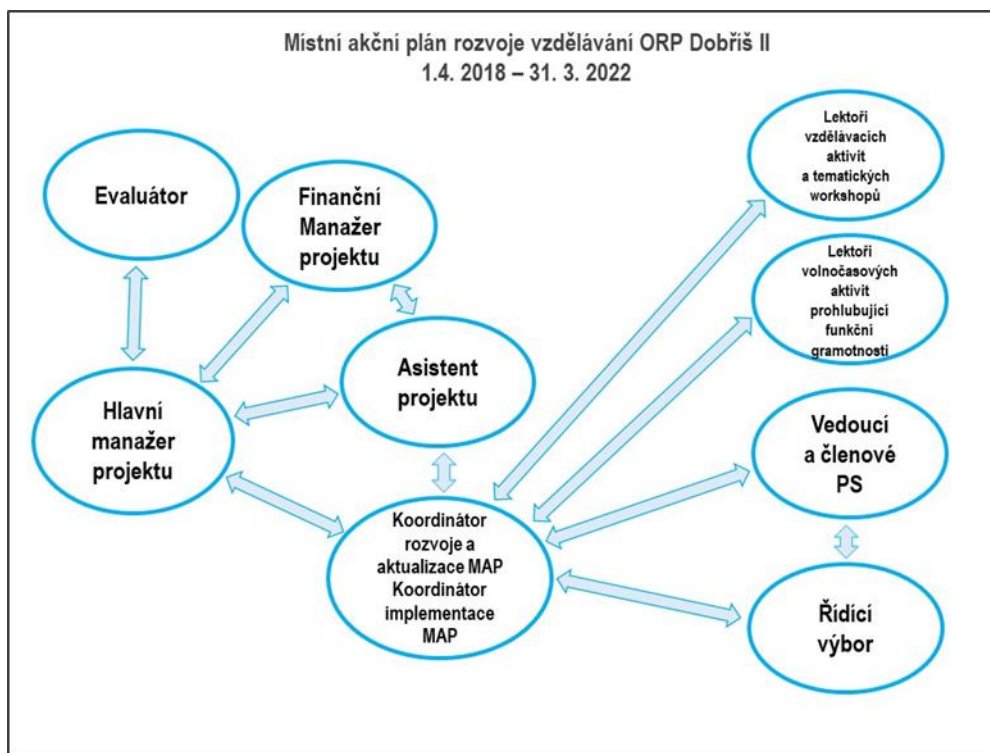 Místní akční plán rozvoje vzdělávání ORP Dobříš II
1.4. 2018 – 31. 3. 2022
Evaluátor
Finanční
Manažer
projektu
Asistent
projektu
Hlavní
manažer
projektu
Koordinátor
rozvoje a
aktualizace MAP
Koordinátor
implementace
MAP
Lektoři
vzdělávacích
aktivit
a tematických
workshopů
Lektoři
volnočasových
aktivit
prohlubující
funkční
gramotnosti
Vedoucí
a členové
PS
Řídící
výbor